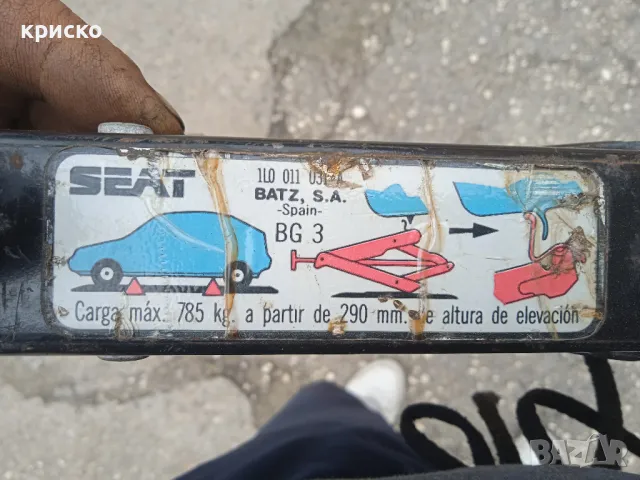 криско
SEAT
1L0 011 031 A
BATZ, S.A.
-Spain-
BG 3
Carga máx. 785 kg. a partir de 290 mm. de altura de elevación
BAZAR